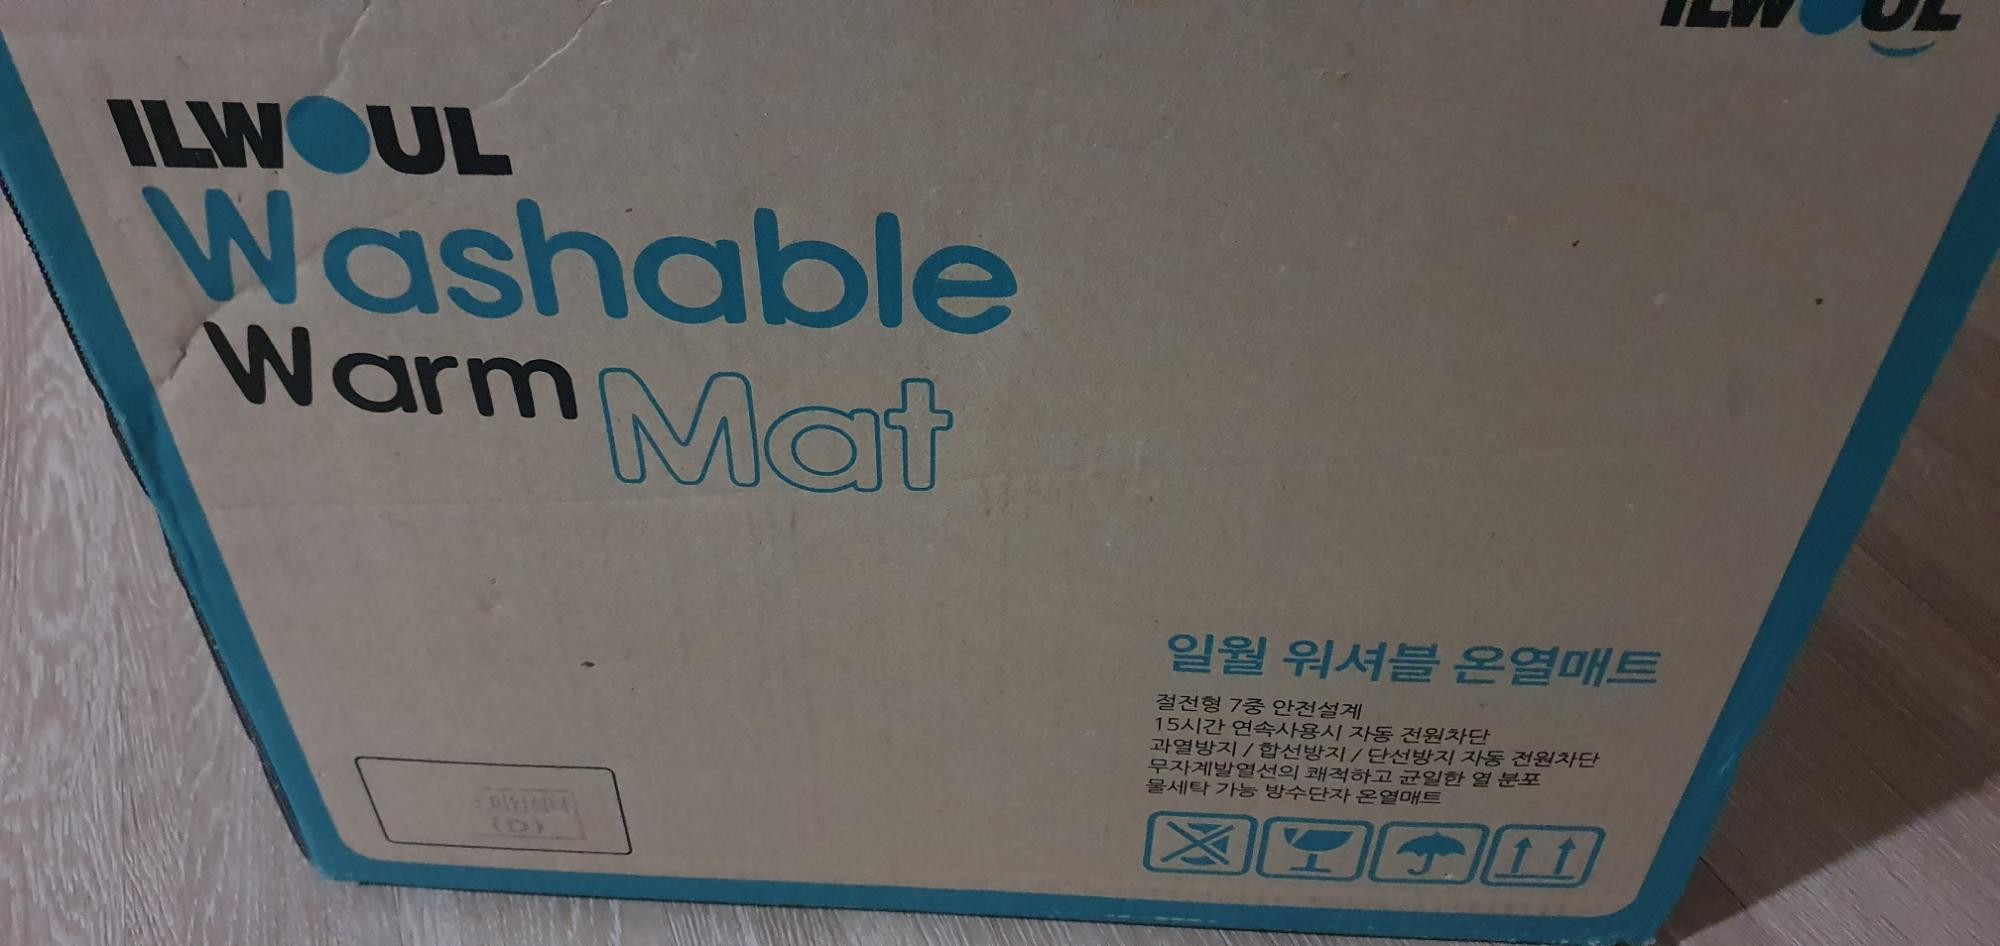 ILWOUL
ILWOUL
Washable
Warm Mat
일월 워셔블 온열매트
절전형 7중 안전설계
15시간 연속사용시 자동 전원차단
과열방지 / 합선방지 / 단선방지 자동 전원차단
무자계발열선의 쾌적하고 균일한 열 분포
물세탁 가능 방수단자 온열매트